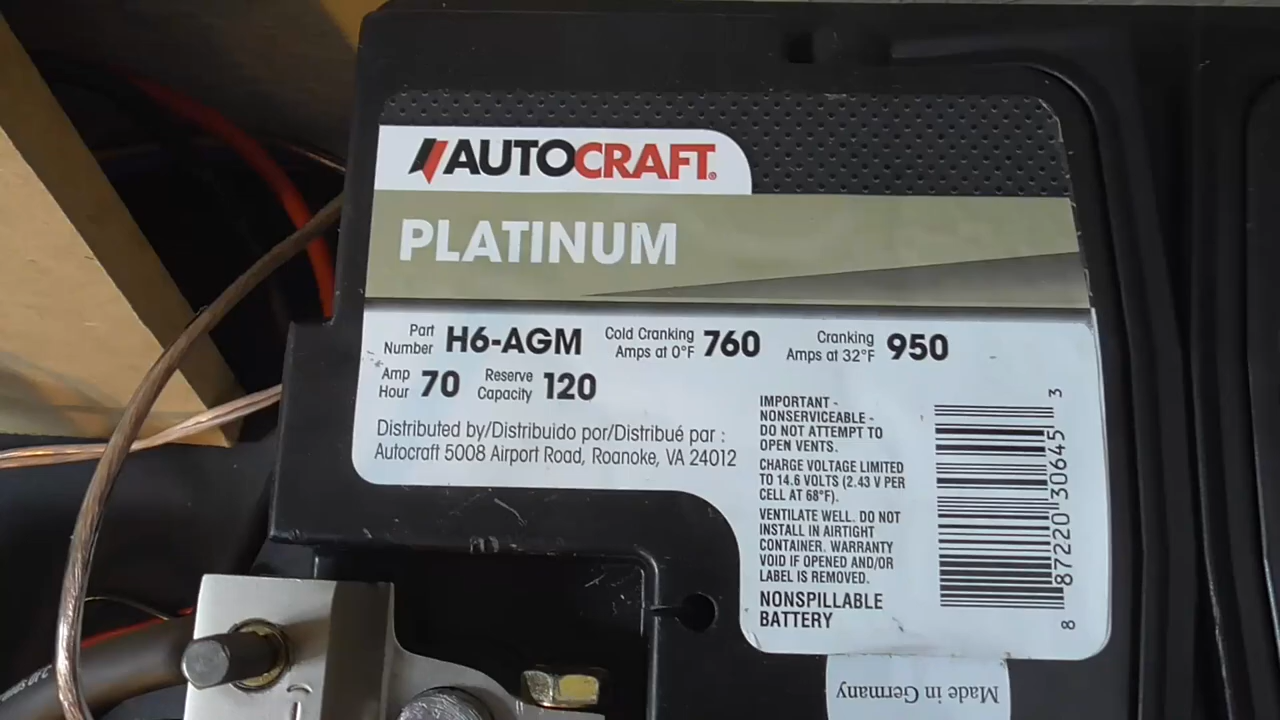 AUTOCRAFT®
PLATINUM
Part Number H6-AGM Cold Cranking Amps at 0°F 760 Cranking Amps at 32°F 950
Amp Hour 70 Reserve Capacity 120
Distributed by/Distribuido por/Distribué par :
Autocraft 5008 Airport Road, Roanoke, VA 24012
IMPORTANT -
NONSERVICEABLE -
DO NOT ATTEMPT TO
OPEN VENTS.
CHARGE VOLTAGE LIMITED
TO 14.6 VOLTS (2.43 V PER
CELL AT 68°F).
VENTILATE WELL. DO NOT
INSTALL IN AIRTIGHT
CONTAINER. WARRANTY
VOID IF OPENED AND/OR
LABEL IS REMOVED.
NONSPILLABLE
BATTERY
8 87220 30645 3
Made in Germany